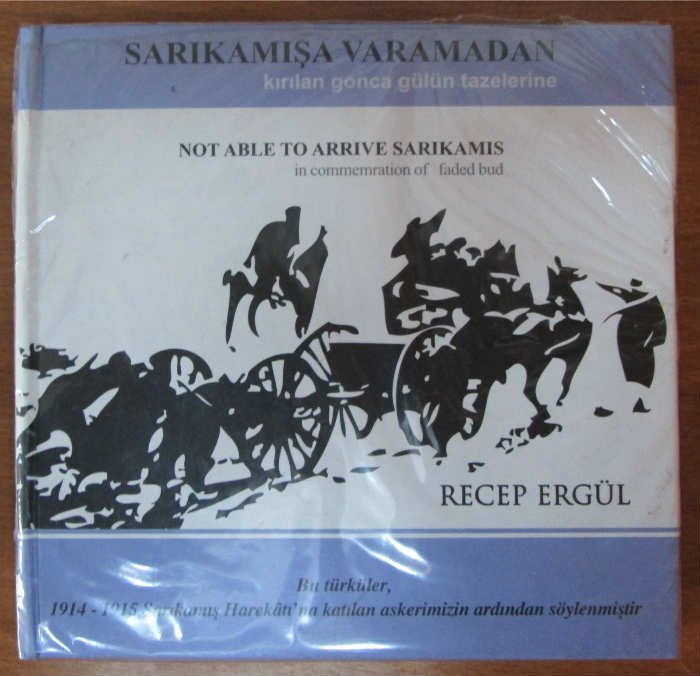 SARIKAMIŞA VARAMADAN
kırılan gonca gülün tazelerine
NOT ABLE TO ARRIVE SARIKAMIS
in commemration of faded bud
RECEP ERGÜL
Bu türküler,
1914 - 1915 Sarıkamış Harekâtı'na katılan askerimizin ardından söylenmiştir